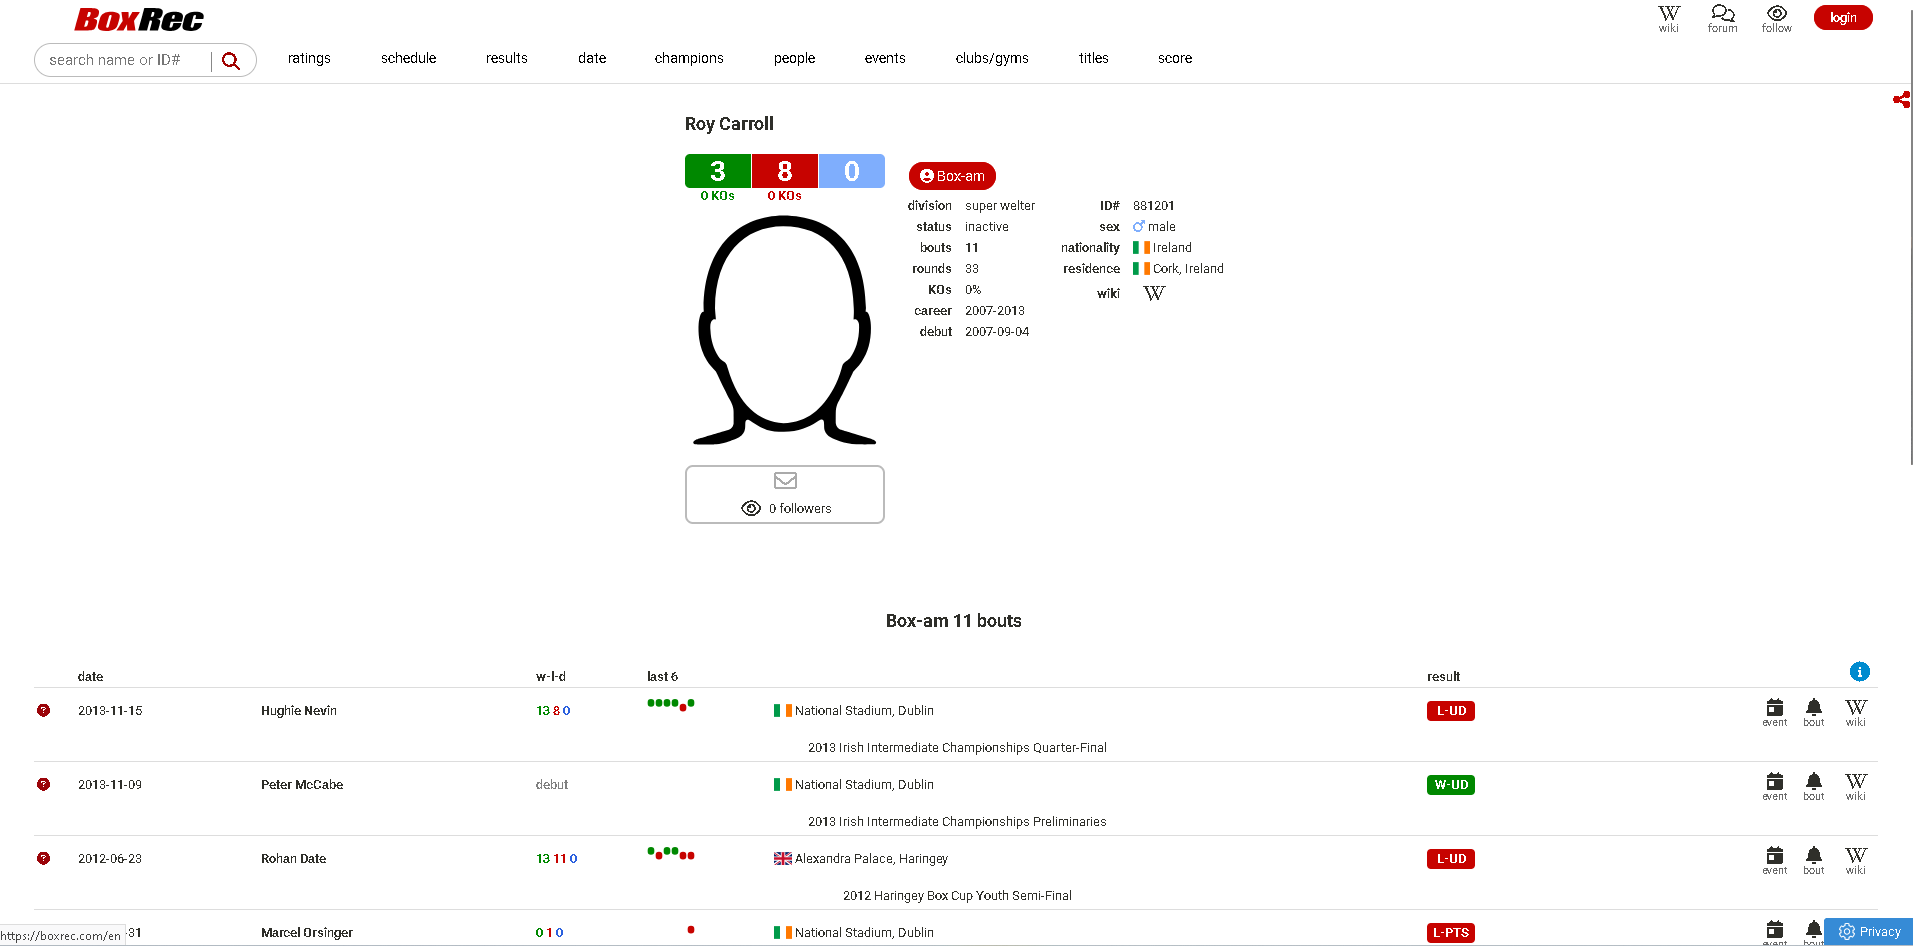 BoxRec
wiki forum follow login
search name or ID#
ratings schedule results date champions people events clubs/gyms titles score
Roy Carroll
3 8 0
0 KOs 0 KOs
Box-am
division super welter
status inactive
bouts 11
rounds 33
KOs 0%
career 2007-2013
debut 2007-09-04
ID# 881201
sex male
nationality Ireland
residence Cork, Ireland
wiki W
0 followers
Box-am 11 bouts
date w-l-d last 6 result
2013-11-15 Hughie Nevin 13 8 0 National Stadium, Dublin L-UD event bout wiki
2013 Irish Intermediate Championships Quarter-Final
2013-11-09 Peter McCabe debut National Stadium, Dublin W-UD event bout wiki
2013 Irish Intermediate Championships Preliminaries
2012-06-23 Rohan Date 13 11 0 Alexandra Palace, Haringey L-UD event bout wiki
2012 Haringey Box Cup Youth Semi-Final
-31 Marcel Orsinger 0 1 0 National Stadium, Dublin L-PTS
https://boxrec.com/en
Privacy